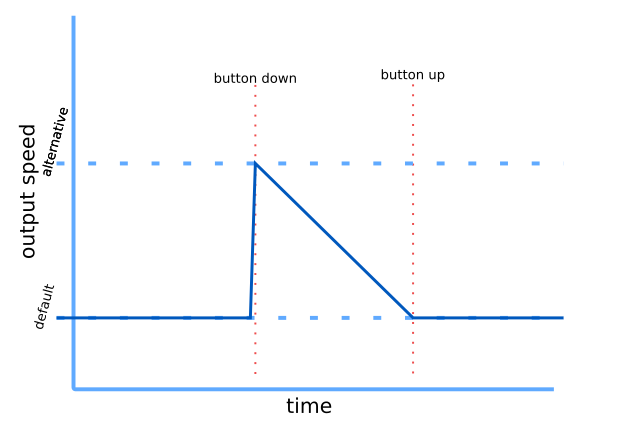 button down
button up
alternative
output speed
default
time